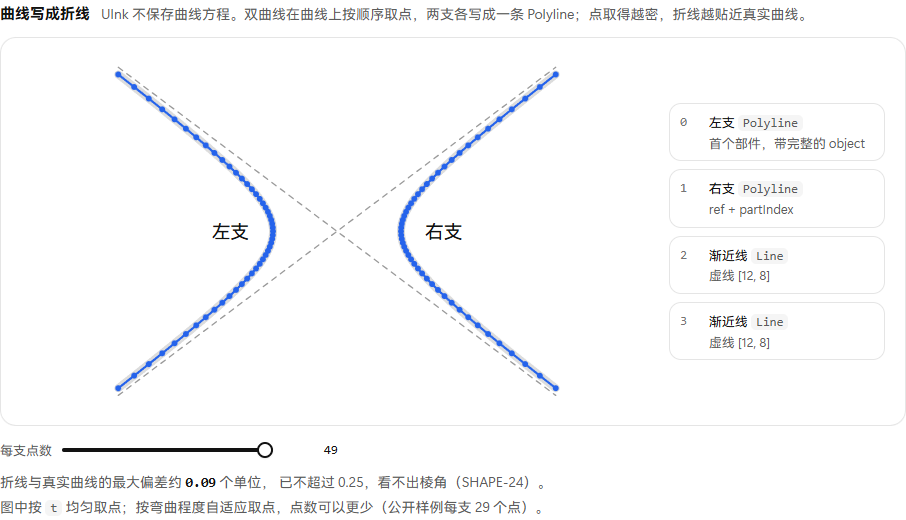 曲线写成折线 UInk 不保存曲线方程。双曲线在曲线上按顺序取点，两支各写成一条 Polyline；点取得越密，折线越贴近真实曲线。
左支
右支
0 左支 Polyline
首个部件，带完整的 object
1 右支 Polyline
ref + partIndex
2 渐近线 Line
虚线 [12, 8]
3 渐近线 Line
虚线 [12, 8]
每支点数 49
折线与真实曲线的最大偏差约 0.09 个单位， 已不超过 0.25，看不出棱角（SHAPE-24）。
图中按 t 均匀取点；按弯曲程度自适应取点，点数可以更少（公开样例每支 29 个点）。